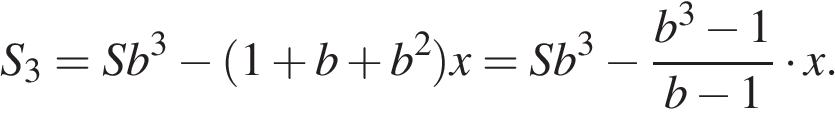 $S_3 = Sb^3 - (1 + b + b^2)x = Sb^3 - \frac{b^3 - 1}{b - 1} \cdot x.$